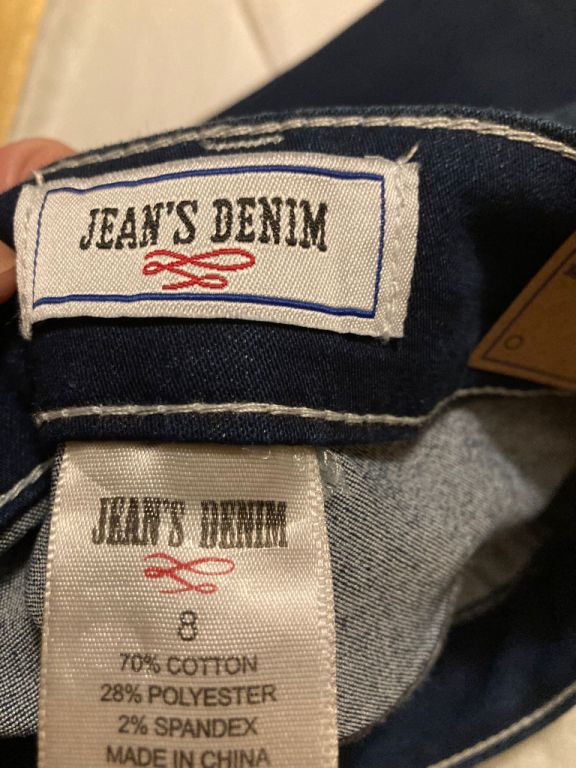 JEAN'S DENIM
JEAN'S DENIM
8
70% COTTON
28% POLYESTER
2% SPANDEX
MADE IN CHINA